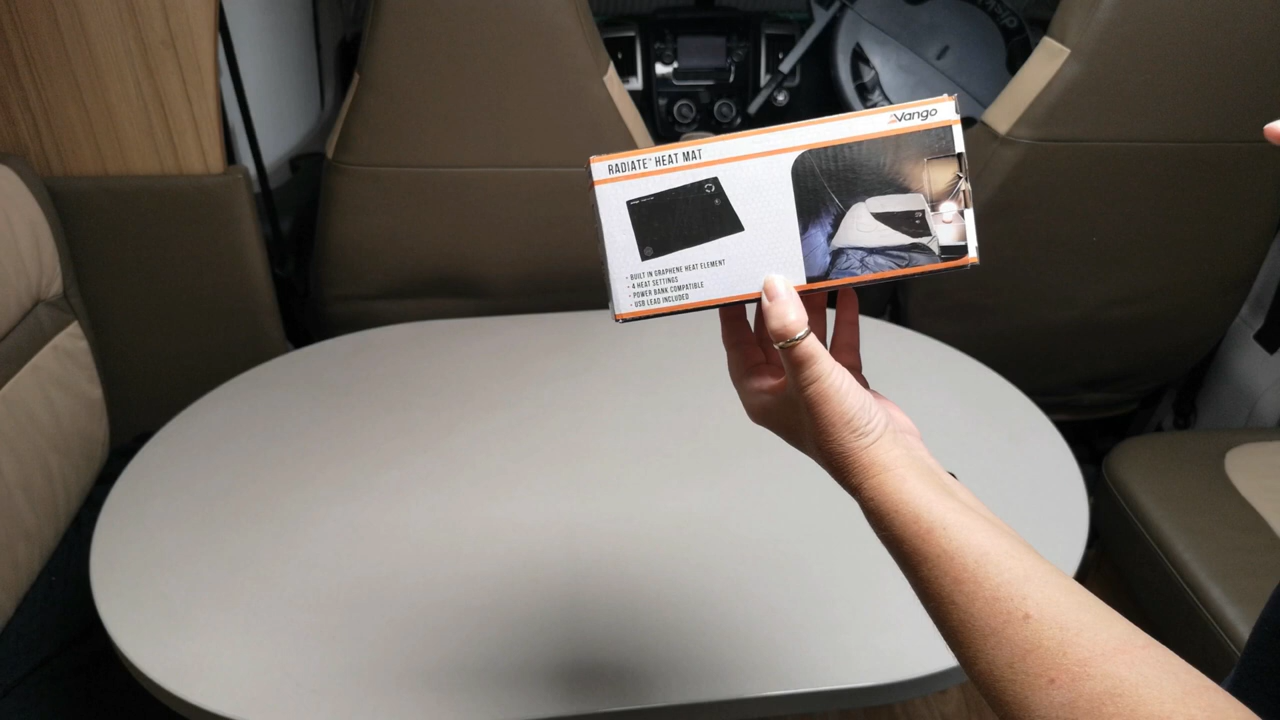 Vango
RADIATE™ HEAT MAT
• BUILT IN GRAPHENE HEAT ELEMENT
• 4 HEAT SETTINGS
• POWER BANK COMPATIBLE
• USB LEAD INCLUDED